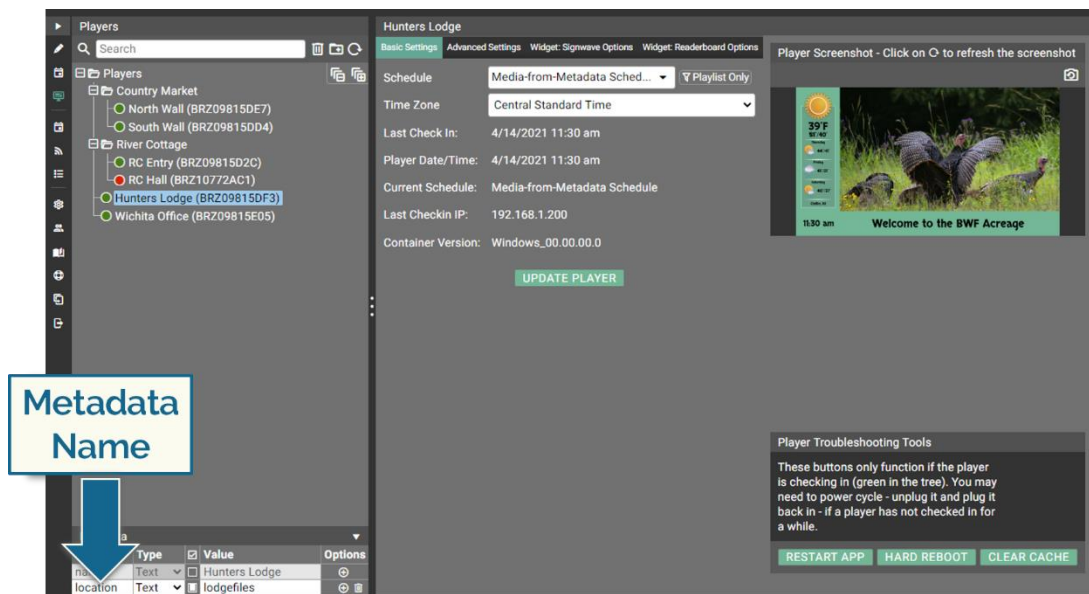 Players
Search
Players
Country Market
North Wall (BRZ09815DE7)
South Wall (BRZ09815DD4)
River Cottage
RC Entry (BRZ09815D2C)
RC Hall (BRZ10772AC1)
Hunters Lodge (BRZ09815DF3)
Wichita Office (BRZ09815E05)
Metadata
Name
Type Value Options
Text Hunters Lodge
location Text lodgefiles
Hunters Lodge
Basic Settings Advanced Settings Widget: Signwave Options Widget: Readerboard Options
Schedule Media-from-Metadata Sched... Playlist Only
Time Zone Central Standard Time
Last Check In: 4/14/2021 11:30 am
Player Date/Time: 4/14/2021 11:30 am
Current Schedule: Media-from-Metadata Schedule
Last Checkin IP: 192.168.1.200
Container Version: Windows_00.00.00.0
UPDATE PLAYER
Player Screenshot - Click on to refresh the screenshot
39°F
11:30 am Welcome to the BWF Acreage
Player Troubleshooting Tools
These buttons only function if the player
is checking in (green in the tree). You may
need to power cycle - unplug it and plug it
back in - if a player has not checked in for
a while.
RESTART APP HARD REBOOT CLEAR CACHE